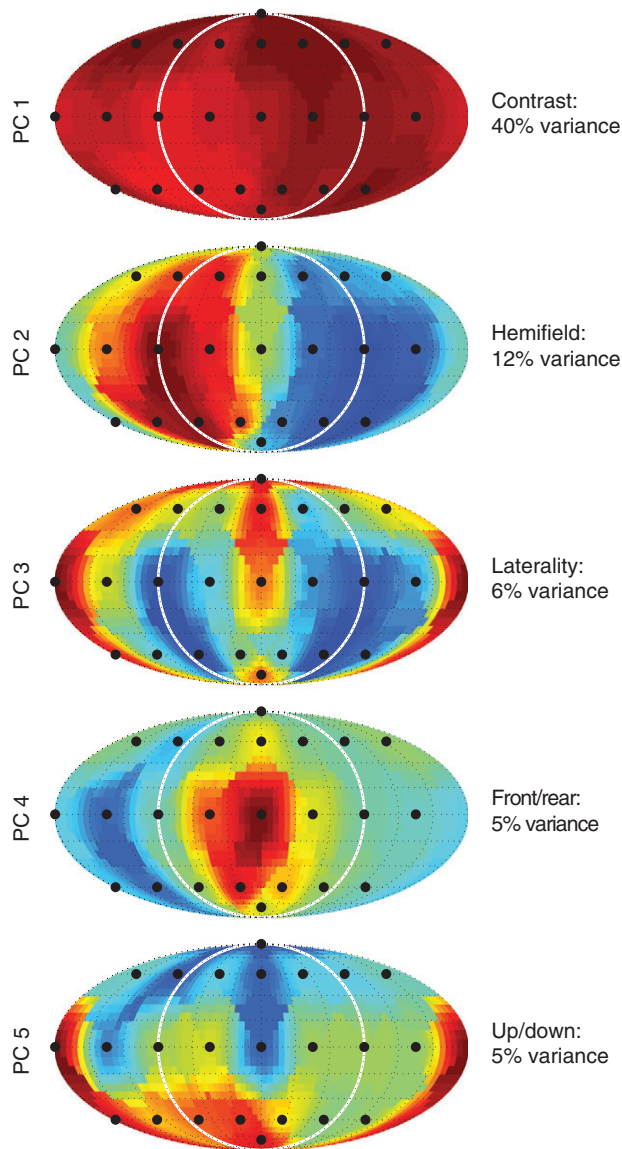 PC 1
Contrast:
40% variance
PC 2
Hemifield:
12% variance
PC 3
Laterality:
6% variance
PC 4
Front/rear:
5% variance
PC 5
Up/down:
5% variance